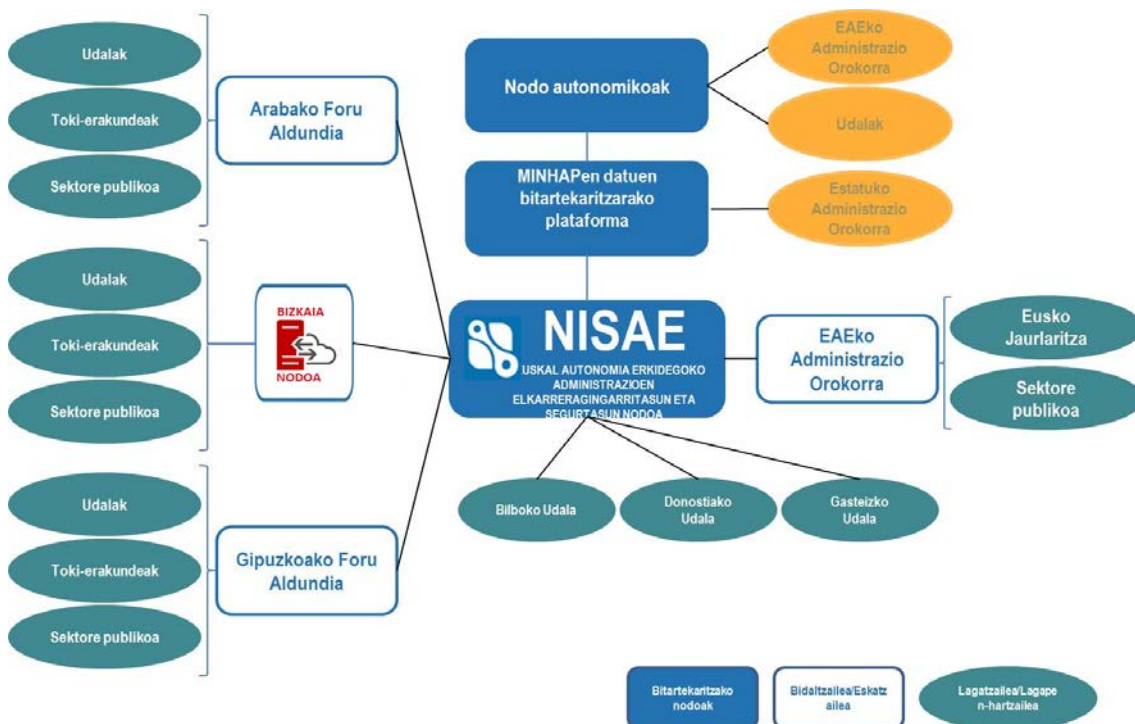 Udalak
Toki-erakundeak
Sektore publikoa
Arabako Foru
Aldundia
Udalak
Toki-erakundeak
Sektore publikoa
BIZKAIA
NODOA
Udalak
Toki-erakundeak
Sektore publikoa
Gipuzkoako Foru
Aldundia
Nodo autonomikoak
EAEko
Administrazio
Orokorra
Udalak
MINHAPen datuen
bitartekaritzarako
plataforma
Estatuko
Administrazio
Orokorra
NISAE
USKAL AUTONOMIA ERKIDEGOKO
ADMINISTRAZIOEN
ELKARRERAGINGARRITASUN ETA
SEGURTASUN NODOA
EAEko
Administrazio
Orokorra
Eusko
Jaurlaritza
Sektore
publikoa
Bilboko Udala
Donostiako
Udala
Gasteizko
Udala
Bitartekaritzako
nodoak
Bidaltzailea/Eskatz
ailea
Lagatzailea/Lagape
n-hartzailea